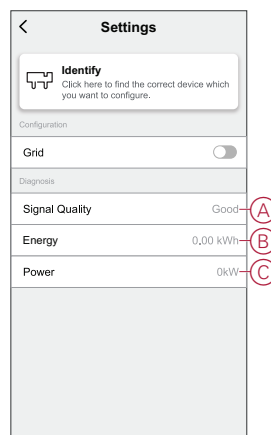 Settings
Identify
Click here to find the correct device which
you want to configure.
Configuration
Grid
Diagnosis
Signal Quality Good A
Energy 0.00 kWh B
Power 0kW C